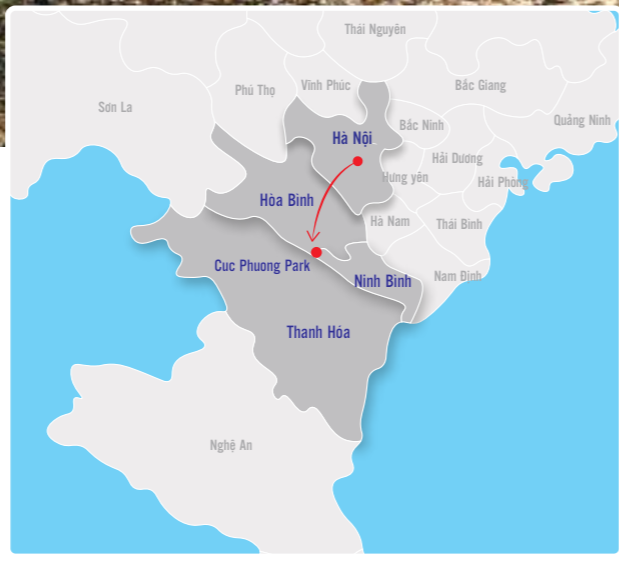 Thái Nguyên
Phú Thọ
Vĩnh Phúc
Bắc Giang
Sơn La
Quảng Ninh
Hà Nội
Bắc Ninh
Hải Dương
Hưng yên
Hải Phòng
Hòa Bình
Hà Nam
Thái Bình
Cuc Phuong Park
Ninh Bình
Nam Định
Thanh Hóa
Nghệ An